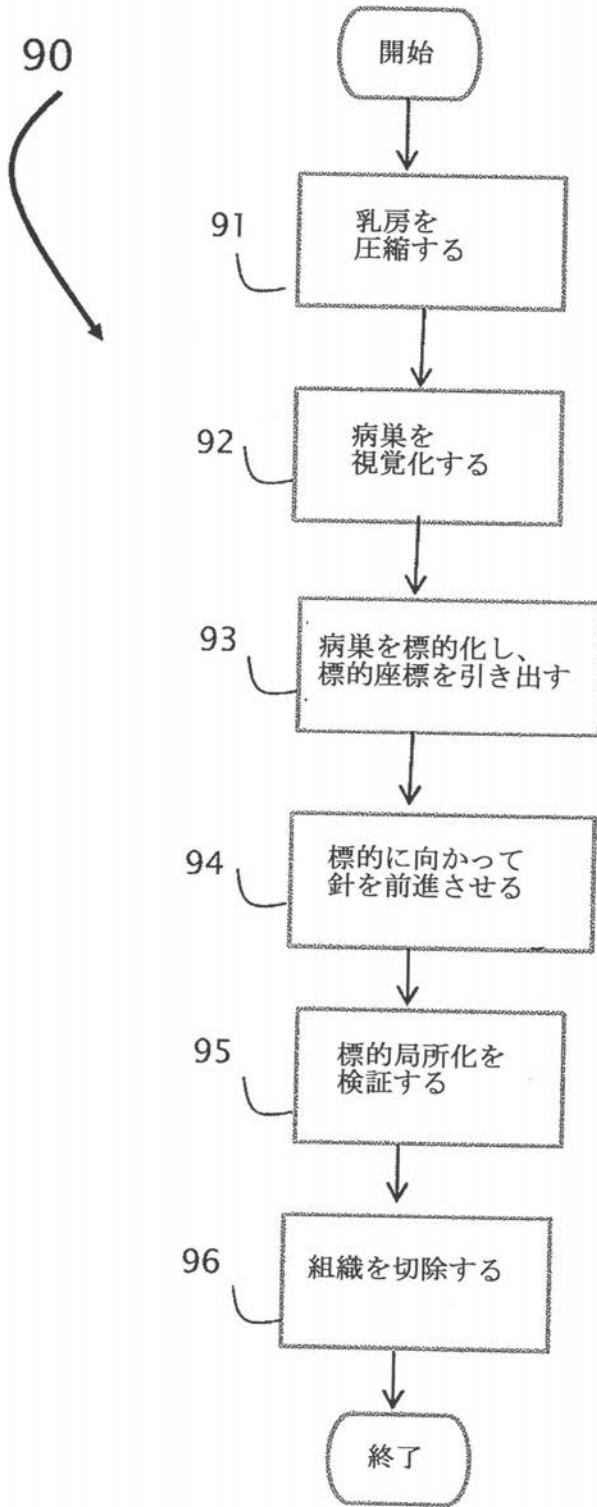 90
開始
91
乳房を
圧縮する
92
病巣を
視覚化する
93
病巣を標的化し、
標的座標を引き出す
94
標的に向かって
針を前進させる
95
標的局所化を
検証する
96
組織を切除する
終了